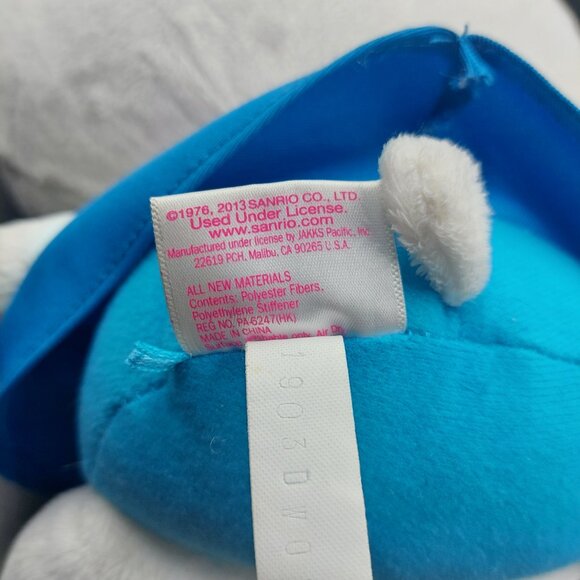 ©1976, 2013 SANRIO CO., LTD.
Used Under License.
www.sanrio.com
Manufactured under license by JAKKS Pacific, Inc.
22619 PCH, Malibu, CA 90265 U.S.A.
ALL NEW MATERIALS
Contents: Polyester Fibers,
Polyethylene Stiffener
REG NO. PA-6247(HK)
MADE IN CHINA
Air
1903DW0